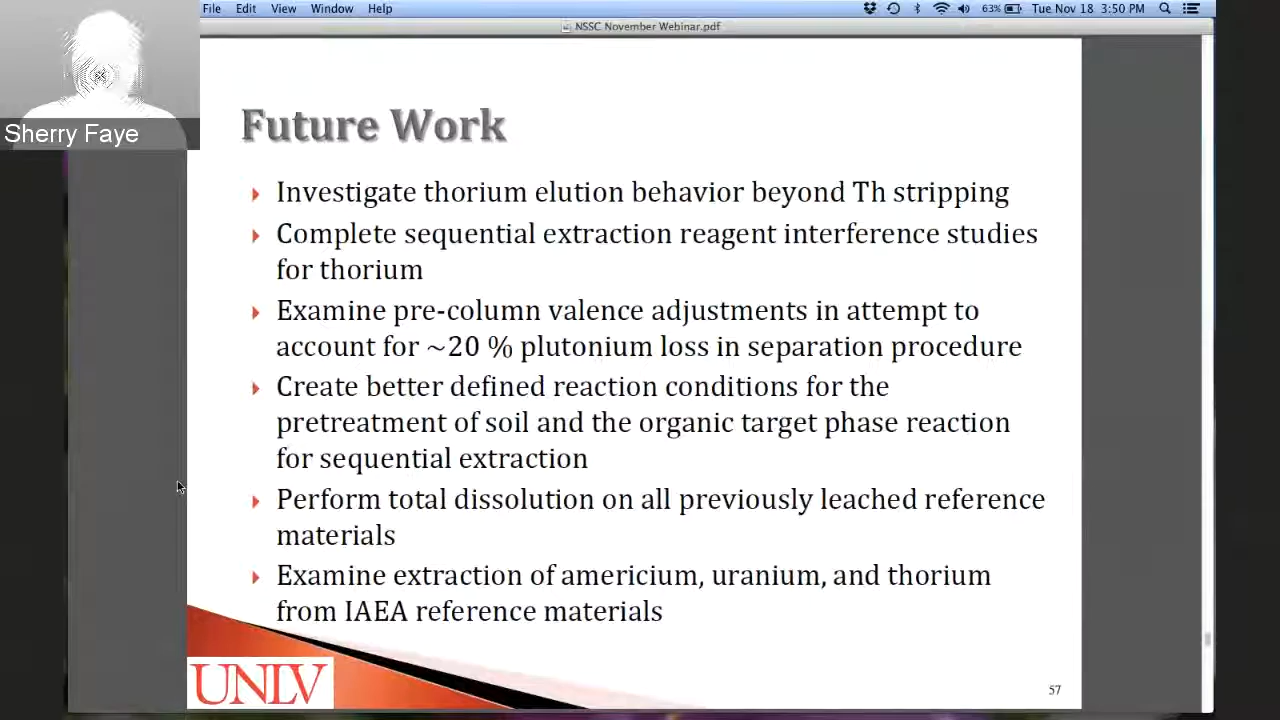 File Edit View Window Help 63% Tue Nov 18 3:50 PM
NSSC November Webinar.pdf
Sherry Faye
Future Work
Investigate thorium elution behavior beyond Th stripping
Complete sequential extraction reagent interference studies
for thorium
Examine pre-column valence adjustments in attempt to
account for ~20 % plutonium loss in separation procedure
Create better defined reaction conditions for the
pretreatment of soil and the organic target phase reaction
for sequential extraction
Perform total dissolution on all previously leached reference
materials
Examine extraction of americium, uranium, and thorium
from IAEA reference materials
UNLV
57